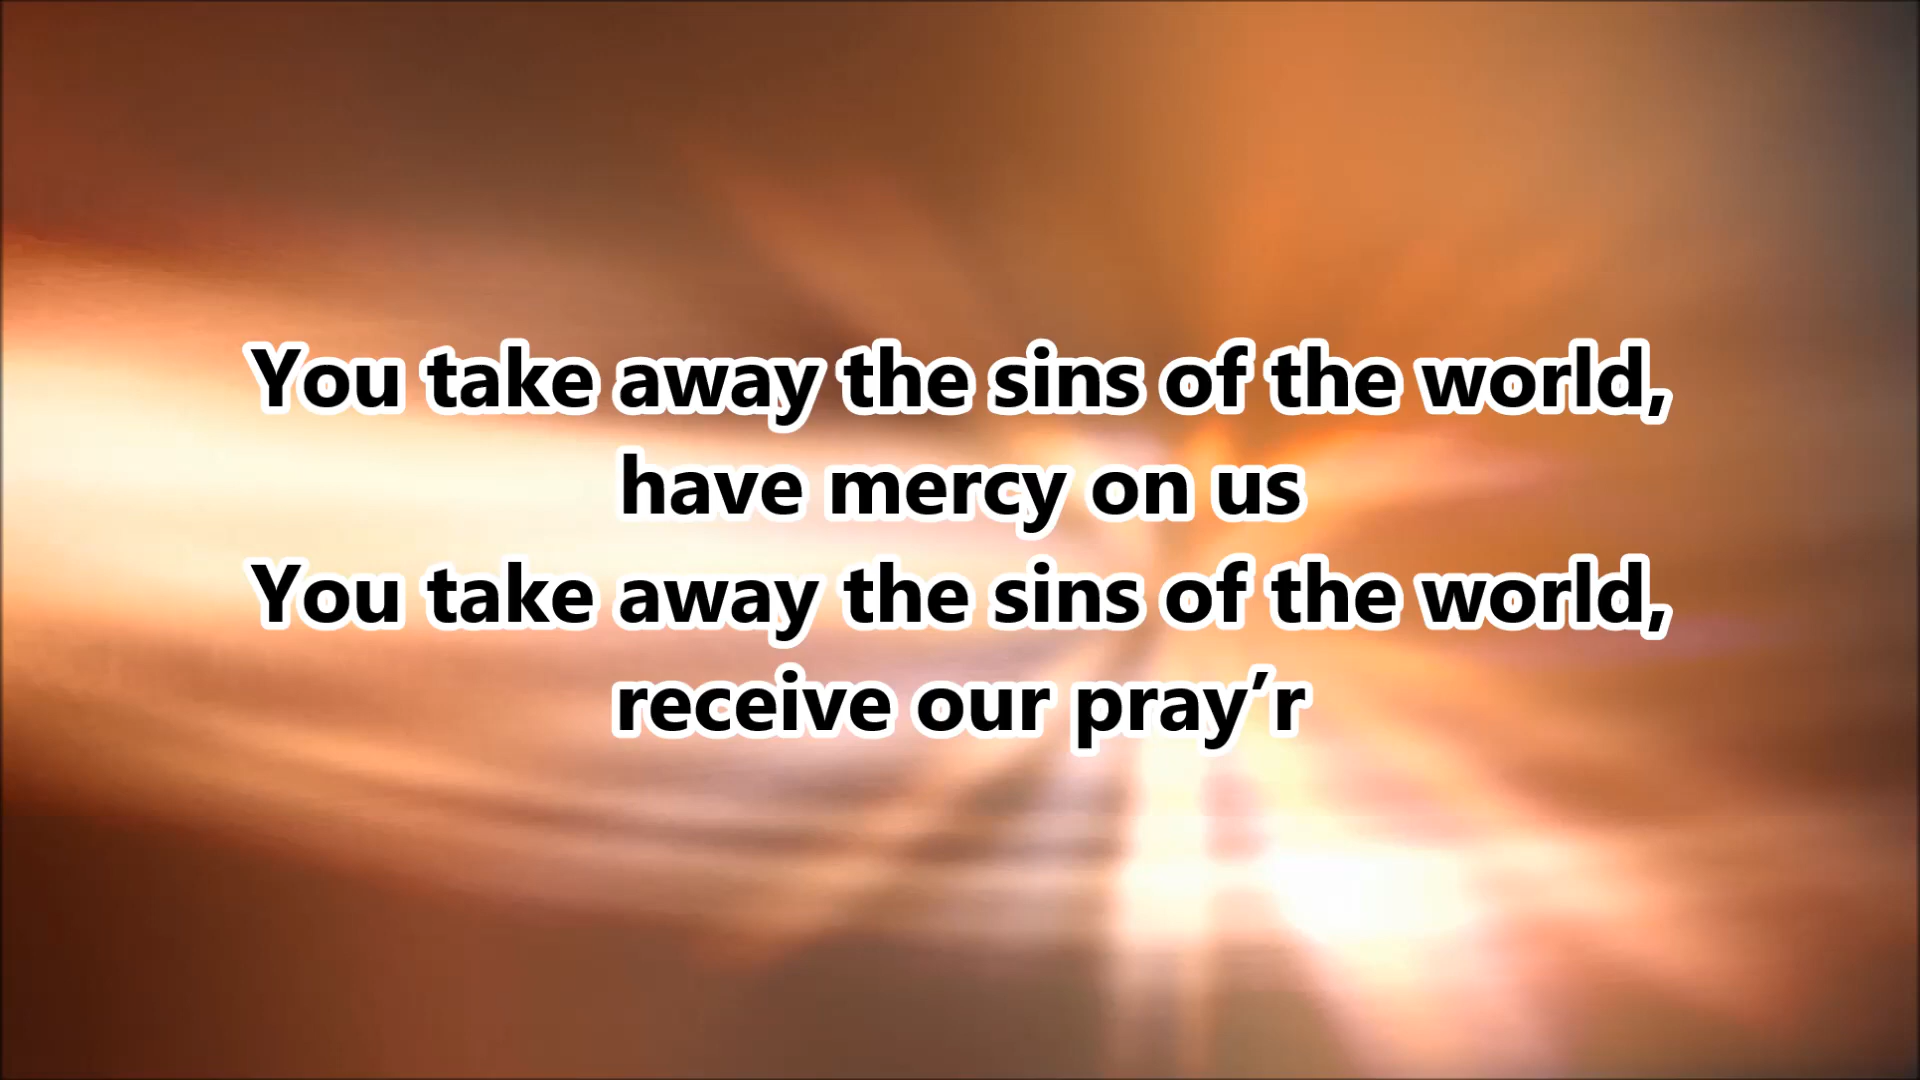 You take away the sins of the world,
have mercy on us
You take away the sins of the world,
receive our pray’r